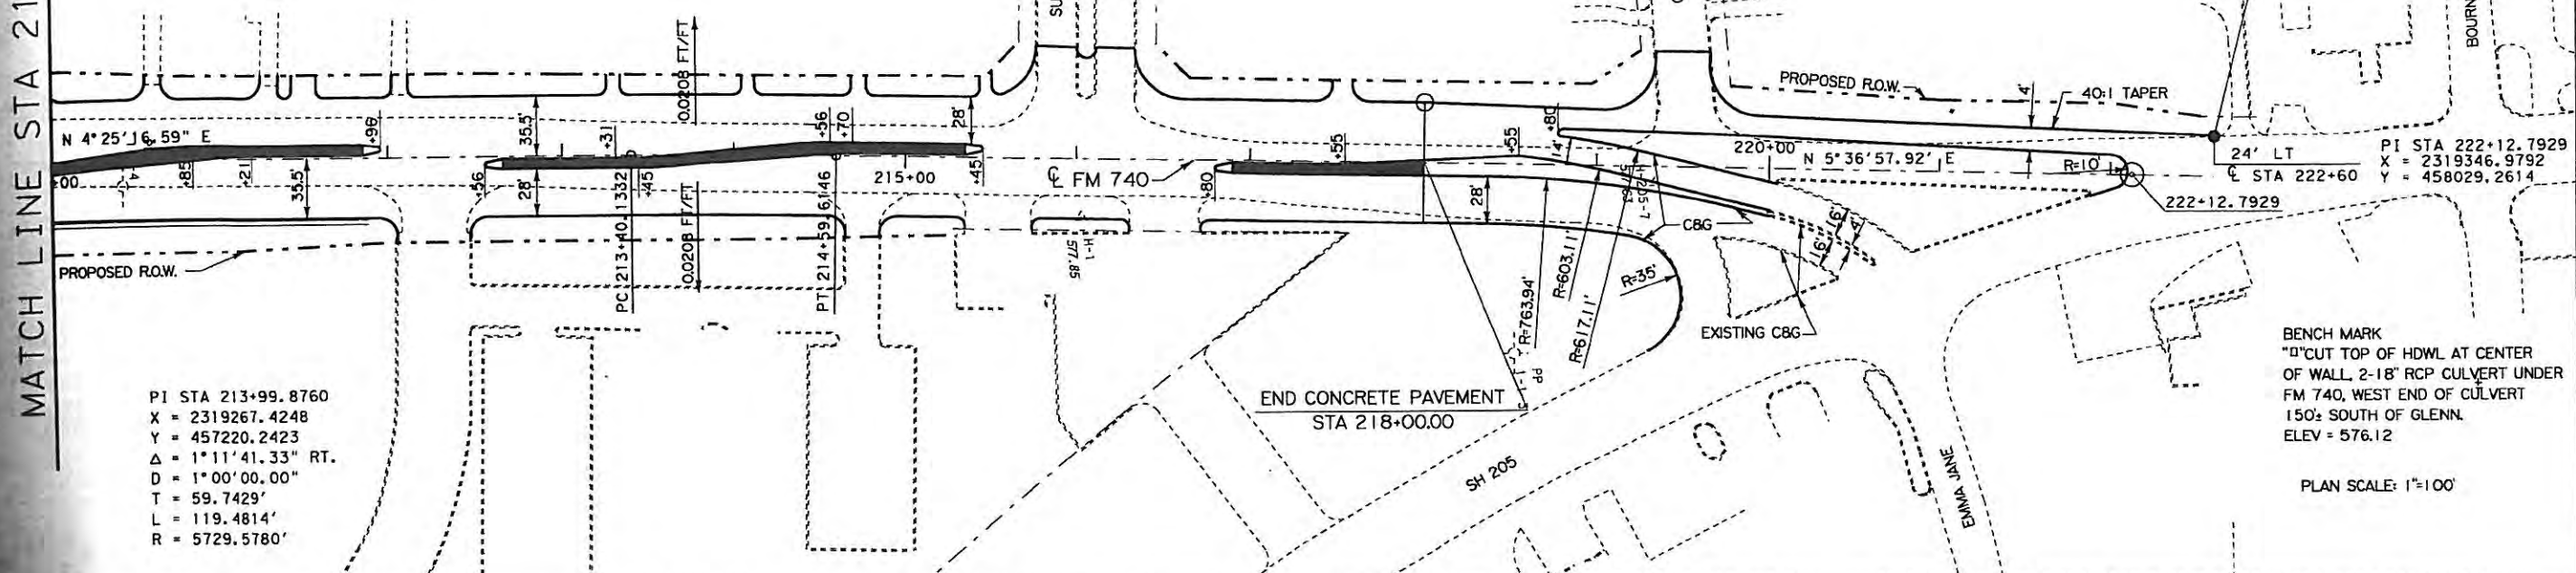 MATCH LINE STA 21
N 4°25'16.59" E
+00
+85
+21
+96
35.5'
PROPOSED R.O.W.
+56
35.5'
28'
+31
+45
PC 213+40.1332
0.0208 FT/FT
0.0208 FT/FT
+56
+70
PT 214+59.6146
215+00
28'
+45
SU
℄ FM 740
H-1
577.85
+80
+55
28'
+55
+80
14'
END CONCRETE PAVEMENT
STA 218+00.00
R=763.94'
R=603.11'
R=617.11'
PP
C&G
R=35'
EXISTING C&G
16'
16'
4'
220+00
N 5°36'57.92' E
PROPOSED R.O.W.
4'
40:1 TAPER
R=10'
24' LT
℄ STA 222+60
222+12.7929
PI STA 222+12.7929
X = 2319346.9792
Y = 458029.2614
BOURN
SH 205
EMMA JANE
PI STA 213+99.8760
X = 2319267.4248
Y = 457220.2423
Δ = 1°11'41.33" RT.
D = 1°00'00.00"
T = 59.7429'
L = 119.4814'
R = 5729.5780'
BENCH MARK
"□"CUT TOP OF HDWL AT CENTER
OF WALL, 2-18" RCP CULVERT UNDER
FM 740, WEST END OF CULVERT
150'± SOUTH OF GLENN.
ELEV = 576.12
PLAN SCALE: 1"=100'